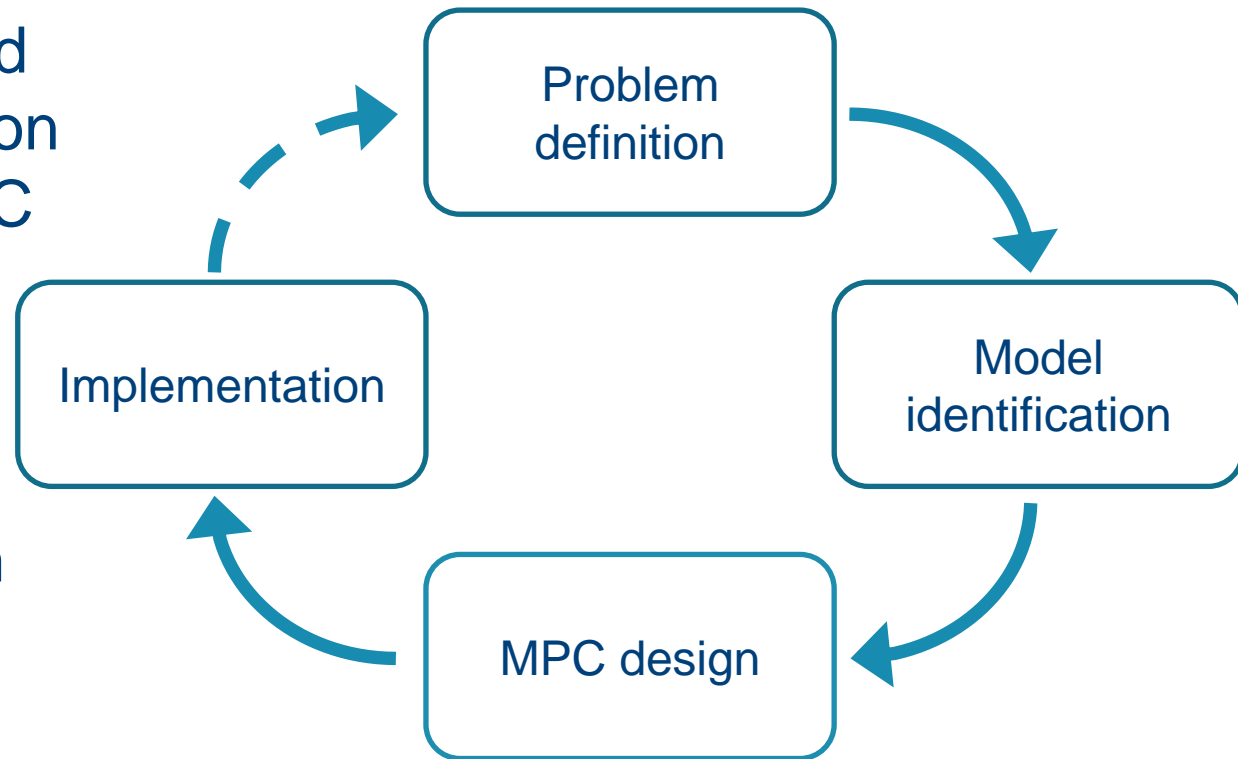 Problem
definition
Model
identification
MPC design
Implementation